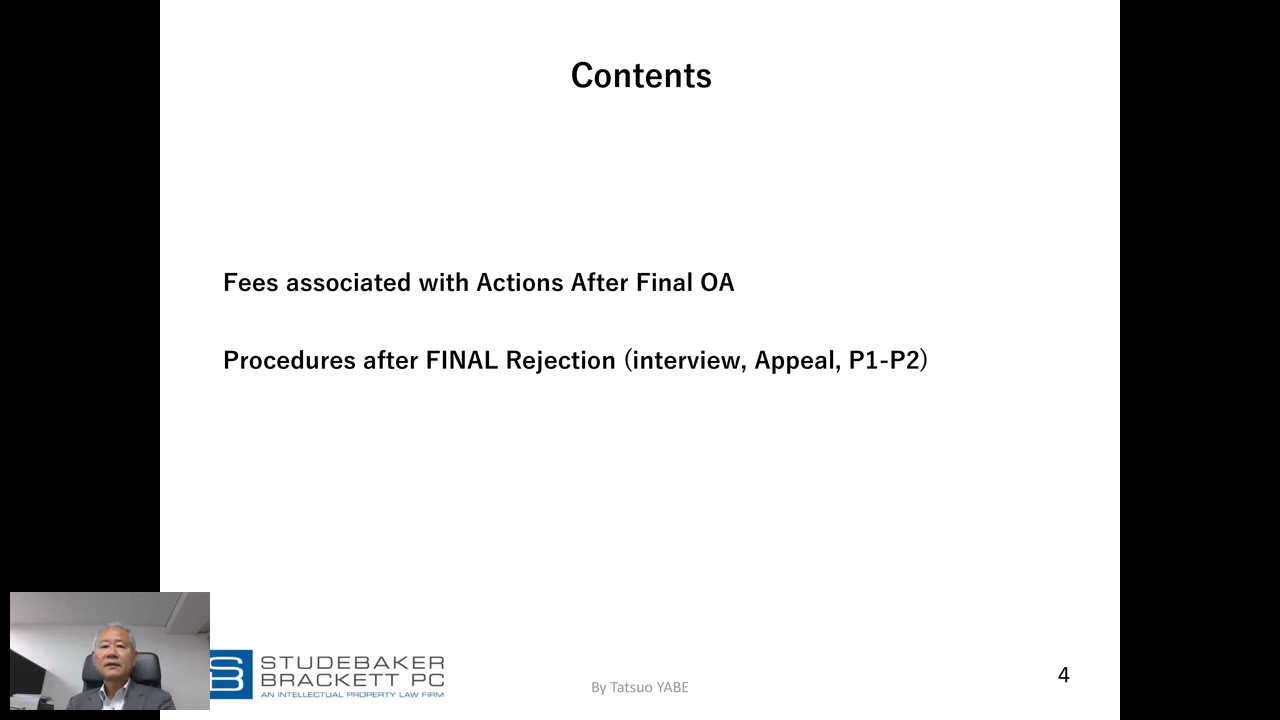 Contents
Fees associated with Actions After Final OA
Procedures after FINAL Rejection (interview, Appeal, P1-P2)
STUDEBAKER
BRACKETT PC
AN INTELLECTUAL PROPERTY LAW FIRM
By Tatsuo YABE
4